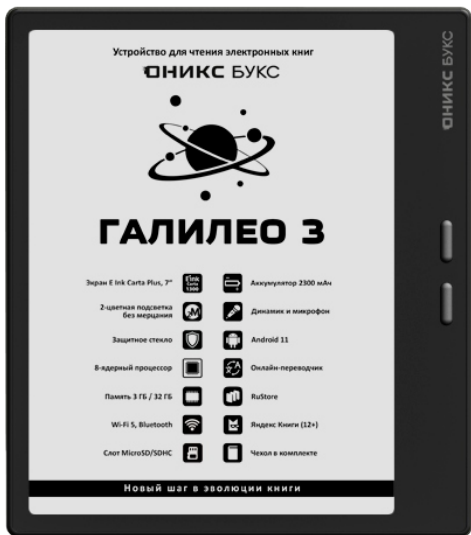 Устройство для чтения электронных книг
ОНИКС БУКС
ГАЛИЛЕО 3
Экран E Ink Carta Plus, 7"
E ink
Carta
1300
Аккумулятор 2300 мАч
2-цветная подсветка
без мерцания
Динамик и микрофон
Защитное стекло
Android 11
8-ядерный процессор
Онлайн-переводчик
Память 3 ГБ / 32 ГБ
RuStore
Wi-Fi 5, Bluetooth
Яндекс Книги (12+)
Слот MicroSD/SDHC
Чехол в комплекте
Новый шаг в эволюции книги
ОНИКС БУКС